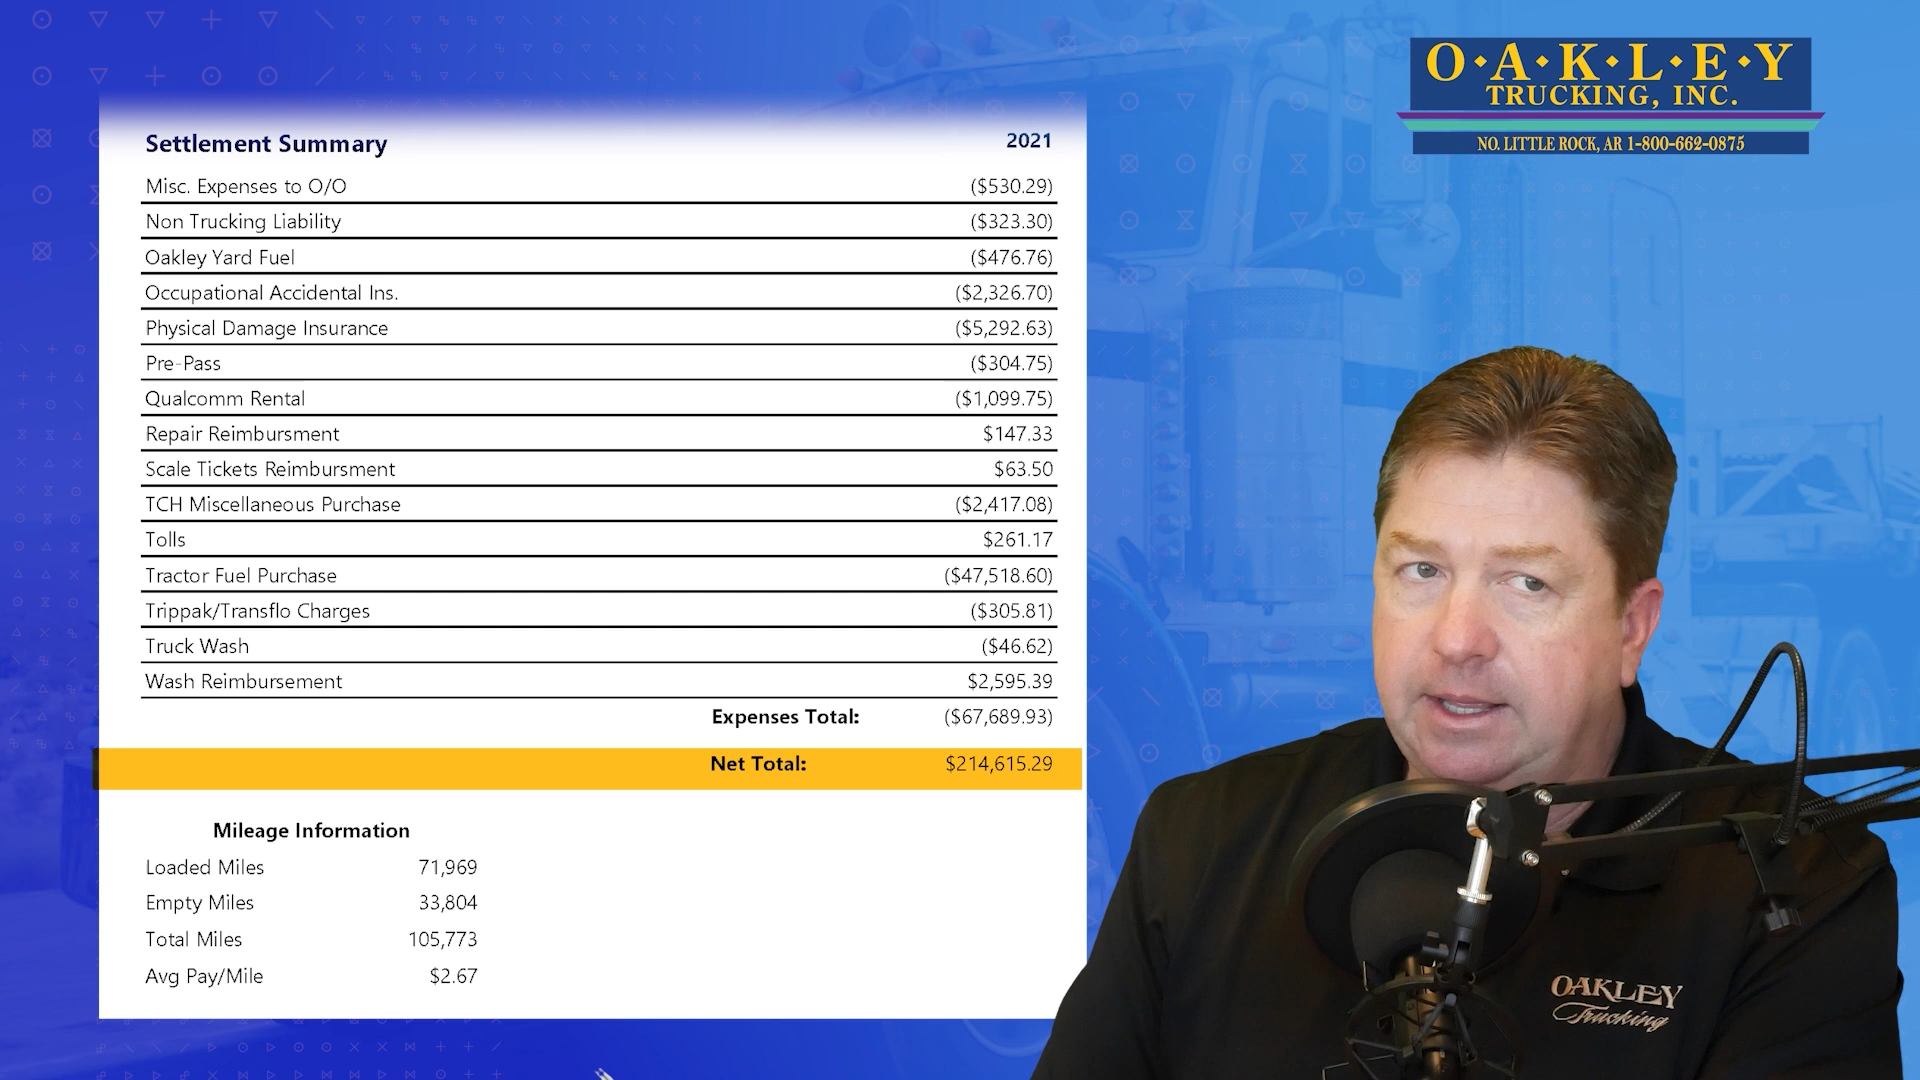 O·A·K·L·E·Y
TRUCKING, INC.
NO. LITTLE ROCK, AR 1-800-662-0875
Settlement Summary 2021
Misc. Expenses to O/O ($530.29)
Non Trucking Liability ($323.30)
Oakley Yard Fuel ($476.76)
Occupational Accidental Ins. ($2,326.70)
Physical Damage Insurance ($5,292.63)
Pre-Pass ($304.75)
Qualcomm Rental ($1,099.75)
Repair Reimbursment $147.33
Scale Tickets Reimbursment $63.50
TCH Miscellaneous Purchase ($2,417.08)
Tolls $261.17
Tractor Fuel Purchase ($47,518.60)
Trippak/Transflo Charges ($305.81)
Truck Wash ($46.62)
Wash Reimbursement $2,595.39
Expenses Total: ($67,689.93)
Net Total: $214,615.29
Mileage Information
Loaded Miles 71,969
Empty Miles 33,804
Total Miles 105,773
Avg Pay/Mile $2.67
OAKLEY
Trucking